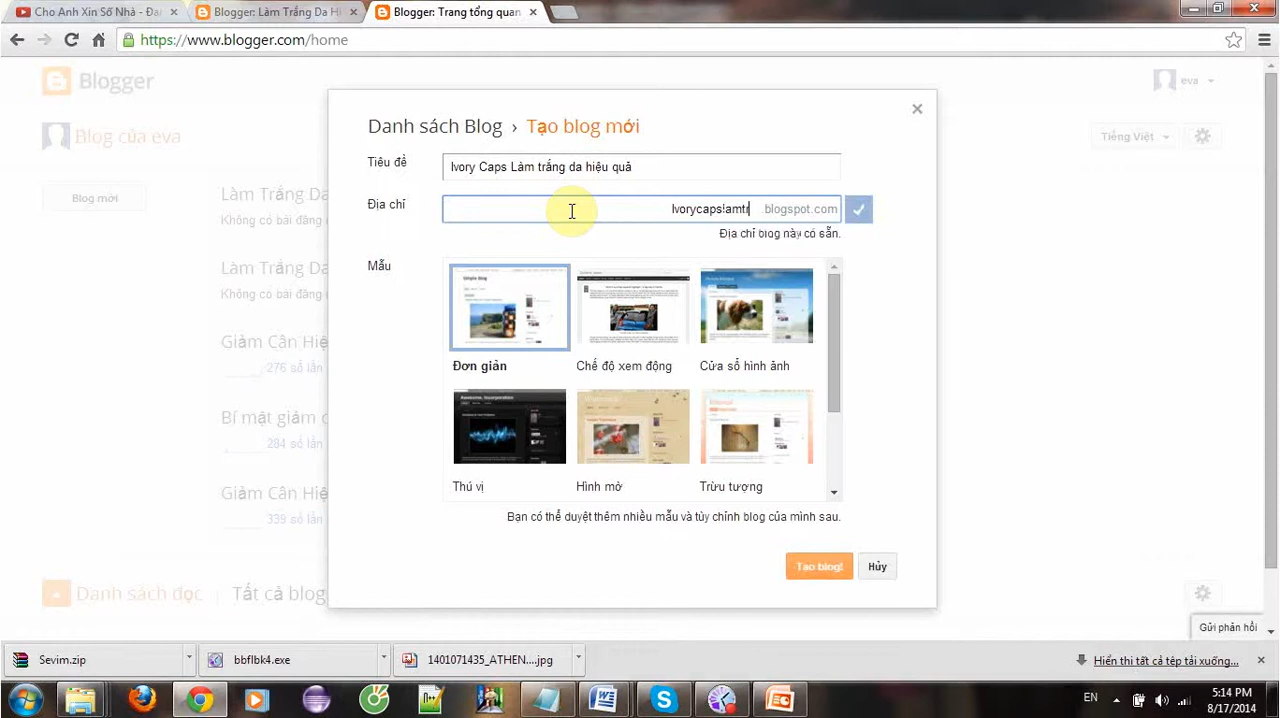 Cho Anh Xin Số Nhà - Đa
Blogger: Làm Trắng Da Hi
Blogger: Trang tổng quan
https://www.blogger.com/home
Blogger
eva
Blog của eva
Tiếng Việt
Blog mới
Làm Trắng Da
Không có bài đăng
Làm Trắng Da
Không có bài đăng
Giảm Cân Hiệ
276 số lần
Bí mật giảm
234 số lần
Giảm Cân Hiệ
339 số lần
Danh sách đọc
Tất cả blog
Danh sách Blog › Tạo blog mới
Tiêu đề
Ivory Caps Làm trắng da hiệu quả
Địa chỉ
Ivorycapslamtr
.blogspot.com
Địa chỉ blog này có sẵn.
Mẫu
Đơn giản
Chế độ xem động
Cửa sổ hình ảnh
Thú vị
Hình mờ
Trừu tượng
Bạn có thể duyệt thêm nhiều mẫu và tùy chỉnh blog của mình sau.
Tạo blog!
Hủy
Gửi phản hồi
Sevim.zip
bbflbk4.exe
1401071435_ATHEN....jpg
Hiển thị tất cả tệp tải xuống...
EN
5:14 PM
8/17/2014